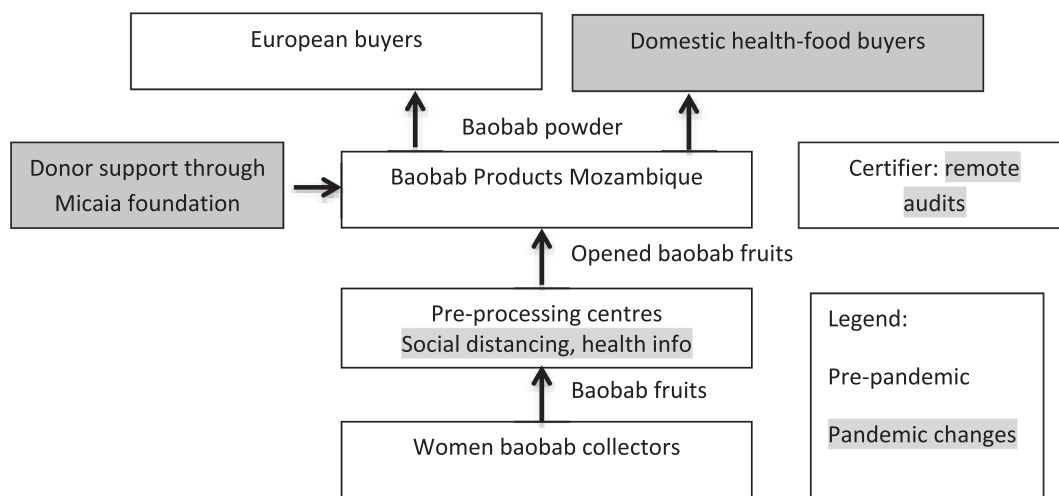 European buyers
Domestic health-food buyers
Baobab powder
Donor support through
Micaia foundation
Baobab Products Mozambique
Certifier: remote
audits
Opened baobab fruits
Pre-processing centres
Social distancing, health info
Baobab fruits
Women baobab collectors
Legend:
Pre-pandemic
Pandemic changes